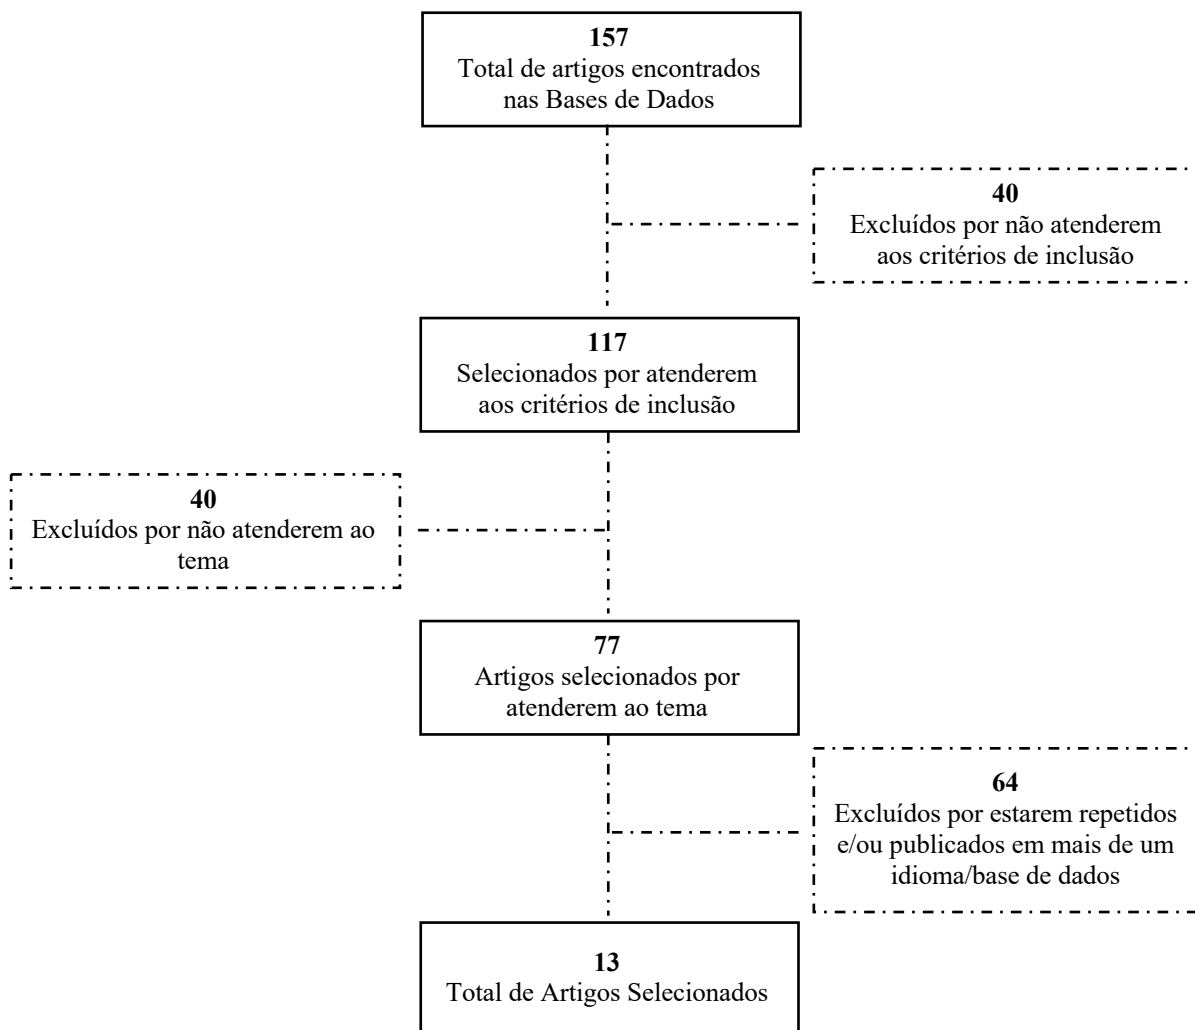 157
Total de artigos encontrados
nas Bases de Dados
40
Excluídos por não atenderem
aos critérios de inclusão
117
Selecionados por atenderem
aos critérios de inclusão
40
Excluídos por não atenderem ao
tema
77
Artigos selecionados por
atenderem ao tema
64
Excluídos por estarem repetidos
e/ou publicados em mais de um
idioma/base de dados
13
Total de Artigos Selecionados